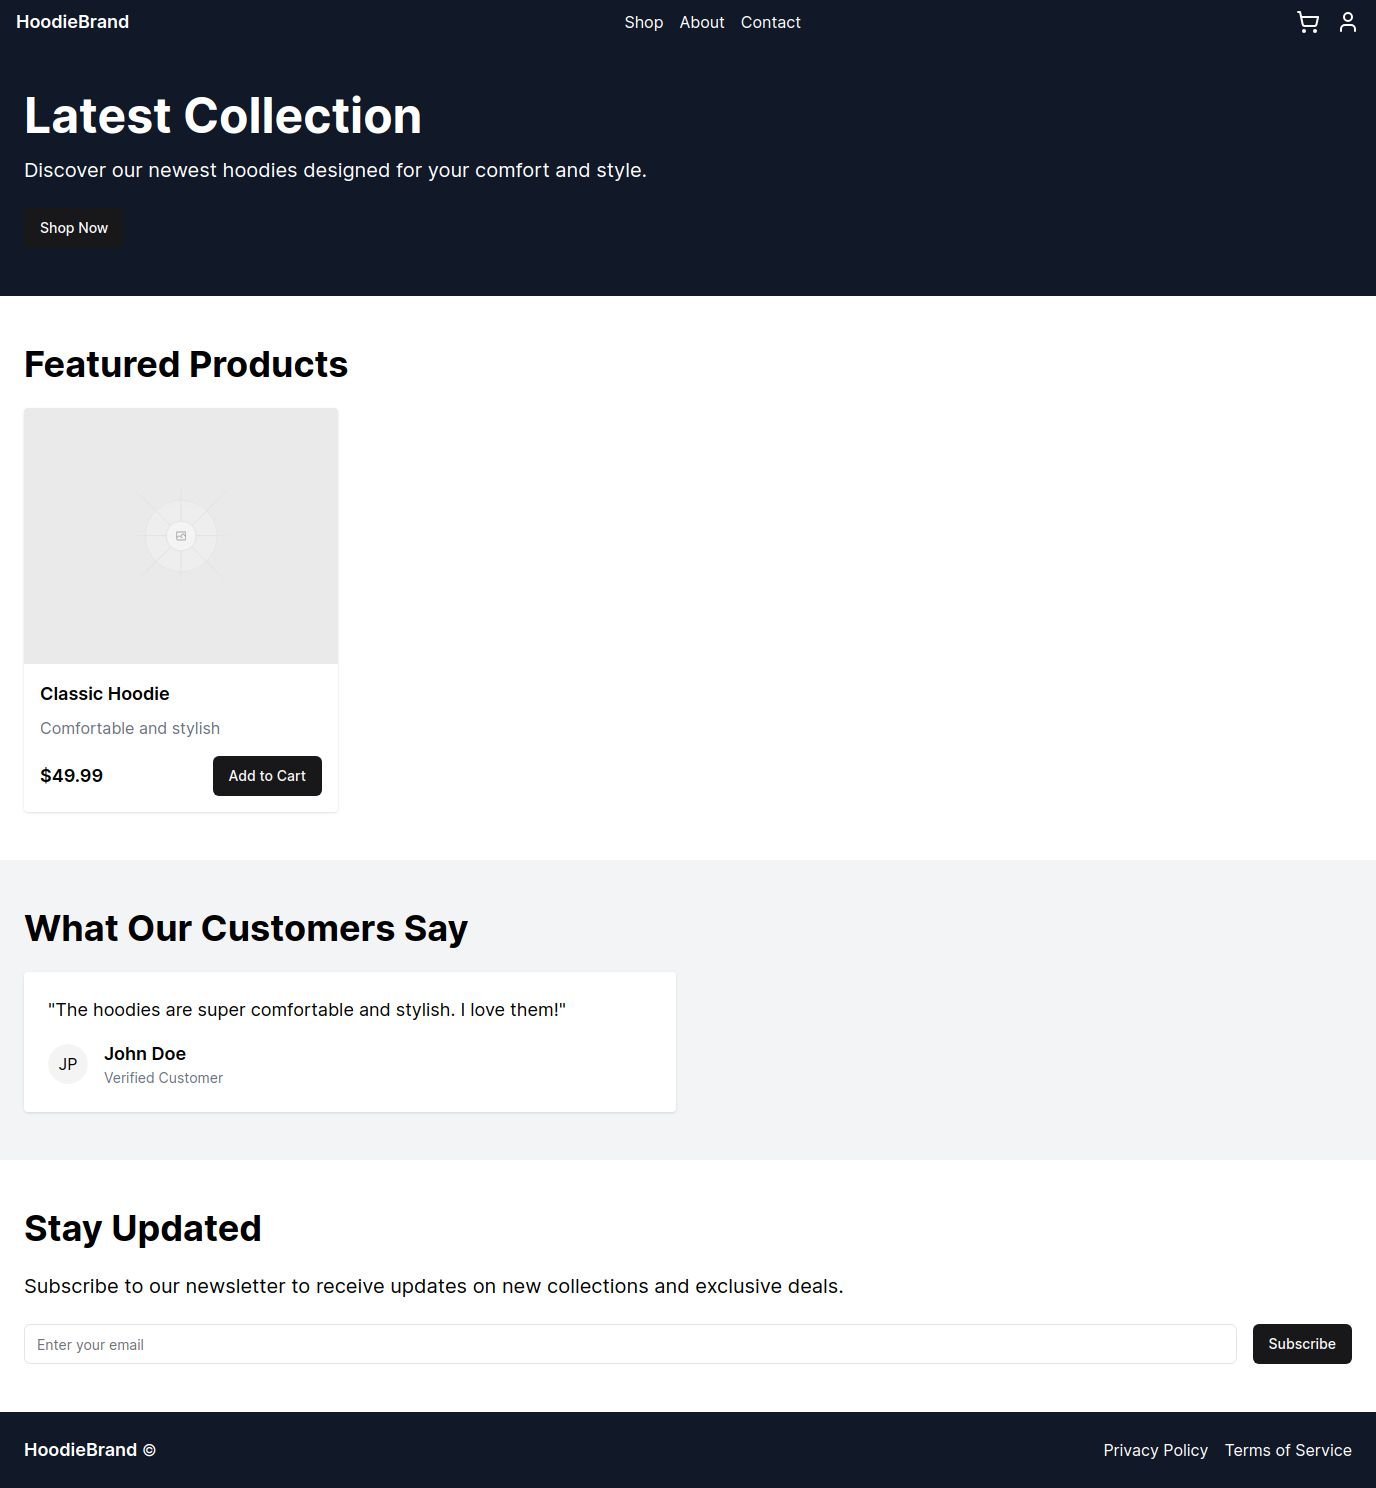 HoodieBrand
Shop About Contact
Latest Collection
Discover our newest hoodies designed for your comfort and style.
Shop Now
Featured Products
Classic Hoodie
Comfortable and stylish
$49.99
Add to Cart
What Our Customers Say
"The hoodies are super comfortable and stylish. I love them!"
JP
John Doe
Verified Customer
Stay Updated
Subscribe to our newsletter to receive updates on new collections and exclusive deals.
Enter your email
Subscribe
HoodieBrand ©
Privacy Policy Terms of Service